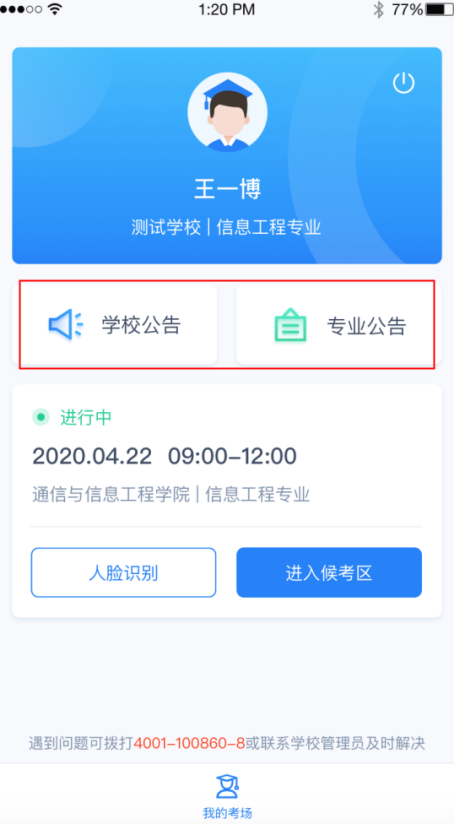 1:20 PM 77%
王一博
测试学校 | 信息工程专业
学校公告 专业公告
进行中
2020.04.22 09:00-12:00
通信与信息工程学院 | 信息工程专业
人脸识别 进入候考区
遇到问题可拨打4001-100860-8或联系学校管理员及时解决
我的考场